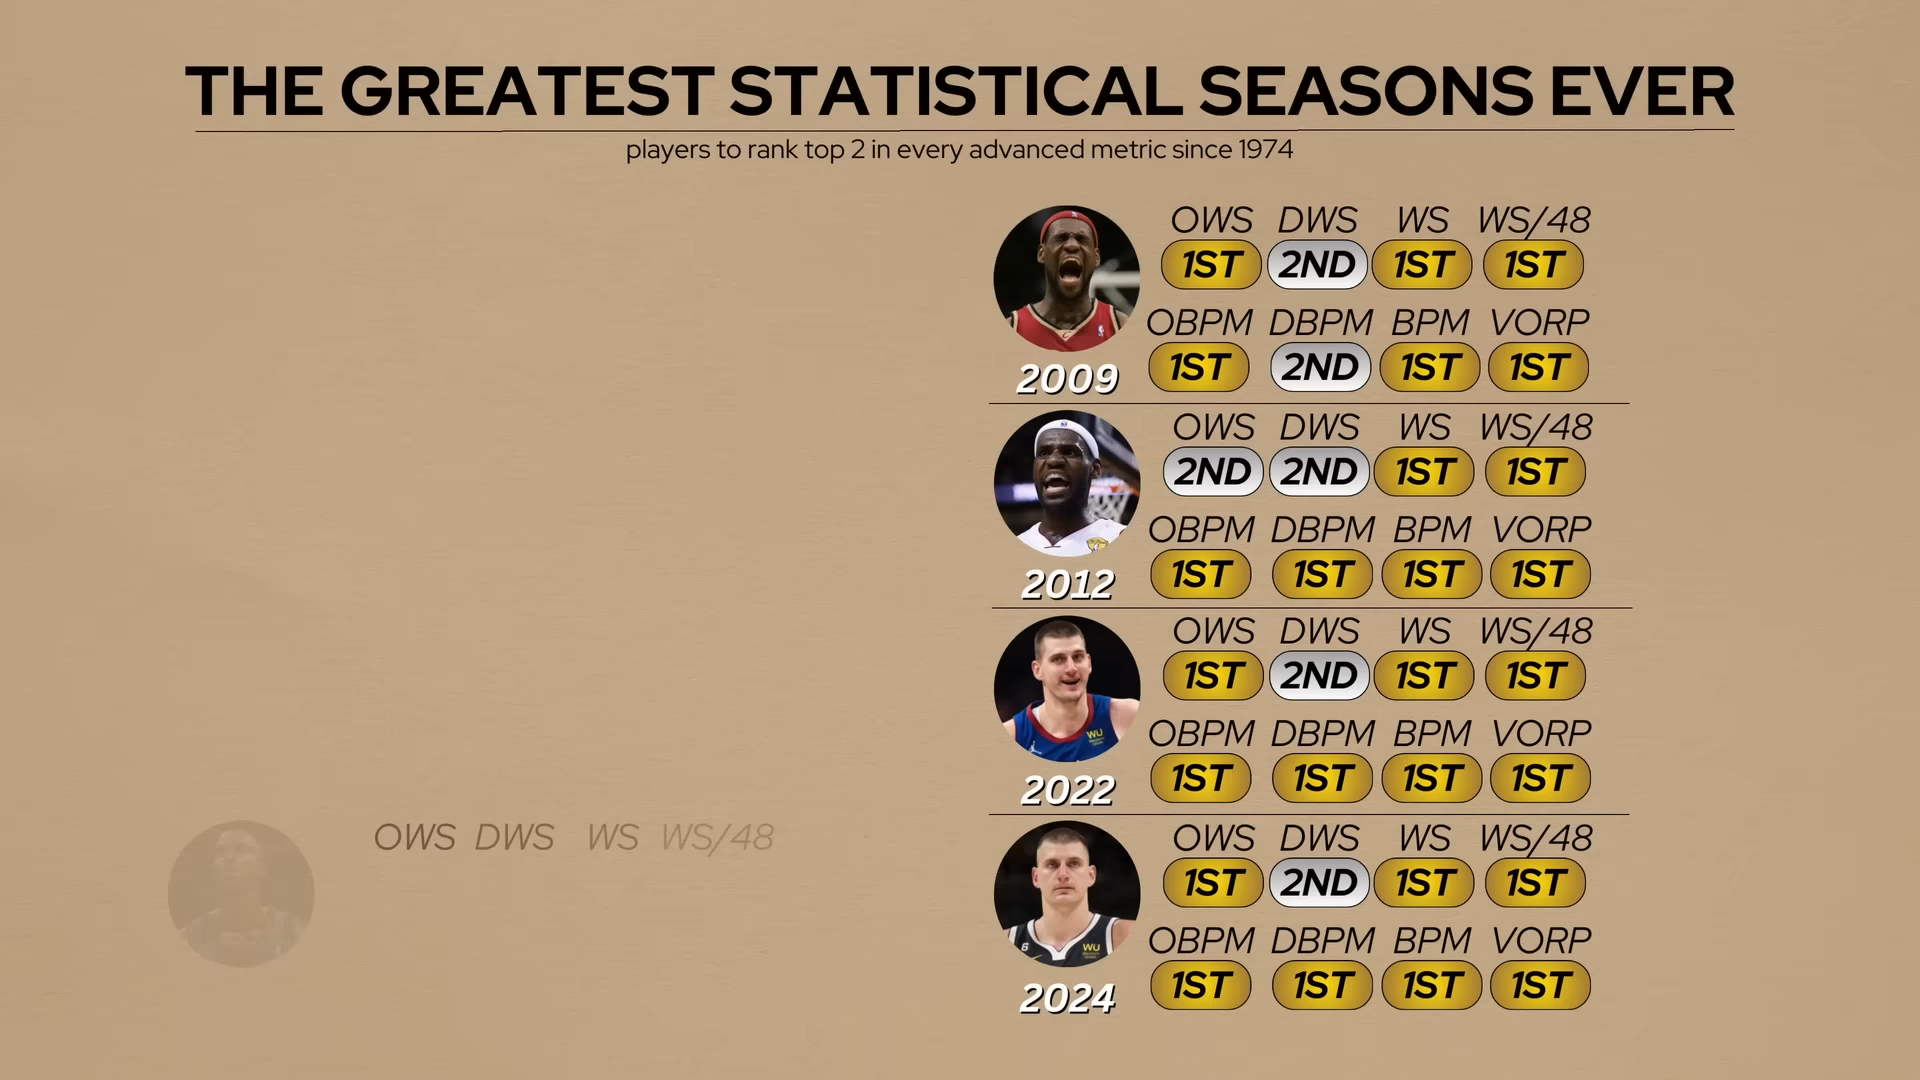 THE GREATEST STATISTICAL SEASONS EVER
players to rank top 2 in every advanced metric since 1974
OWS DWS WS WS/48
1ST 2ND 1ST 1ST
OBPM DBPM BPM VORP
1ST 2ND 1ST 1ST
2009
OWS DWS WS WS/48
2ND 2ND 1ST 1ST
OBPM DBPM BPM VORP
1ST 1ST 1ST 1ST
2012
OWS DWS WS WS/48
1ST 2ND 1ST 1ST
OBPM DBPM BPM VORP
1ST 1ST 1ST 1ST
WU
2022
OWS DWS WS WS/48
OWS DWS WS WS/48
1ST 2ND 1ST 1ST
OBPM DBPM BPM VORP
1ST 1ST 1ST 1ST
6
WU
2024